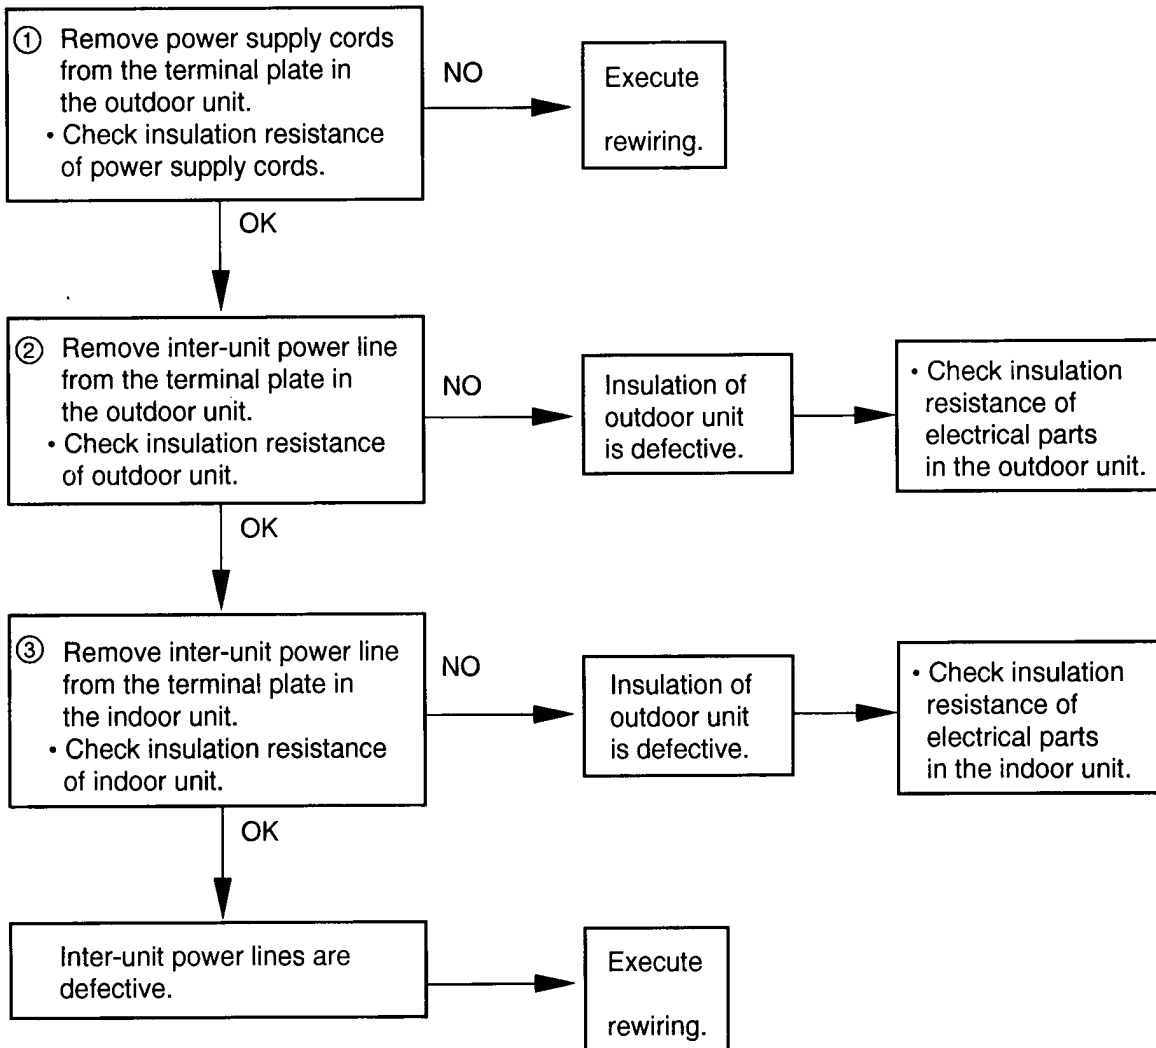 ① Remove power supply cords
from the terminal plate in
the outdoor unit.
• Check insulation resistance
of power supply cords.
NO
Execute
rewiring.
OK
② Remove inter-unit power line
from the terminal plate in
the outdoor unit.
• Check insulation resistance
of outdoor unit.
NO
Insulation of
outdoor unit
is defective.
• Check insulation
resistance of
electrical parts
in the outdoor unit.
OK
③ Remove inter-unit power line
from the terminal plate in
the indoor unit.
• Check insulation resistance
of indoor unit.
NO
Insulation of
outdoor unit
is defective.
• Check insulation
resistance of
electrical parts
in the indoor unit.
OK
Inter-unit power lines are
defective.
Execute
rewiring.